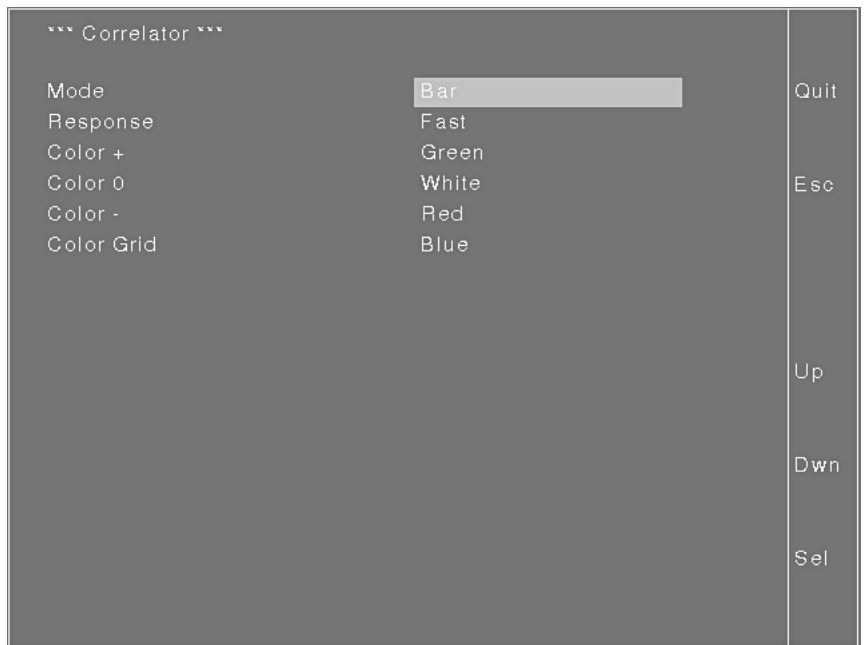 *** Correlator ***
Mode Bar
Response Fast
Color + Green
Color 0 White
Color - Red
Color Grid Blue
Quit
Esc
Up
Dwn
Sel